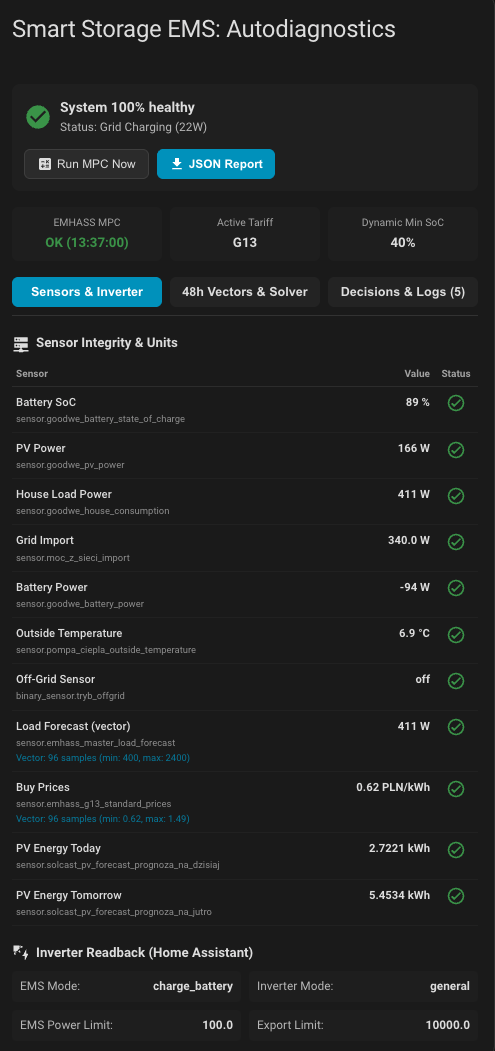 Smart Storage EMS: Autodiagnostics
System 100% healthy
Status: Grid Charging (22W)
Run MPC Now
JSON Report
EMHASS MPC
OK (13:37:00)
Active Tariff
G13
Dynamic Min SoC
40%
Sensors & Inverter
48h Vectors & Solver
Decisions & Logs (5)
Sensor Integrity & Units
Sensor Value Status
Battery SoC 89 %
sensor.goodwe_battery_state_of_charge
PV Power 166 W
sensor.goodwe_pv_power
House Load Power 411 W
sensor.goodwe_house_consumption
Grid Import 340.0 W
sensor.moc_z_sieci_import
Battery Power -94 W
sensor.goodwe_battery_power
Outside Temperature 6.9 °C
sensor.pompa_ciepla_outside_temperature
Off-Grid Sensor off
binary_sensor.tryb_offgrid
Load Forecast (vector) 411 W
sensor.emhass_master_load_forecast
Vector: 96 samples (min: 400, max: 2400)
Buy Prices 0.62 PLN/kWh
sensor.emhass_g13_standard_prices
Vector: 96 samples (min: 0.62, max: 1.49)
PV Energy Today 2.7221 kWh
sensor.solcast_pv_forecast_prognoza_na_dzisiaj
PV Energy Tomorrow 5.4534 kWh
sensor.solcast_pv_forecast_prognoza_na_jutro
Inverter Readback (Home Assistant)
EMS Mode: charge_battery
Inverter Mode: general
EMS Power Limit: 100.0
Export Limit: 10000.0